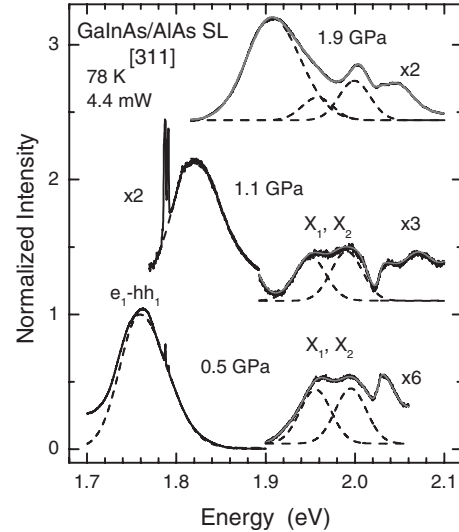 GaInAs/AlAs SL
[311]
78 K
4.4 mW
1.9 GPa
x2
x2
1.1 GPa
X₁, X₂
x3
e₁-hh₁
0.5 GPa
X₁, X₂
x6
Normalized Intensity
3
2
1
0
1.7 1.8 1.9 2.0 2.1
Energy (eV)